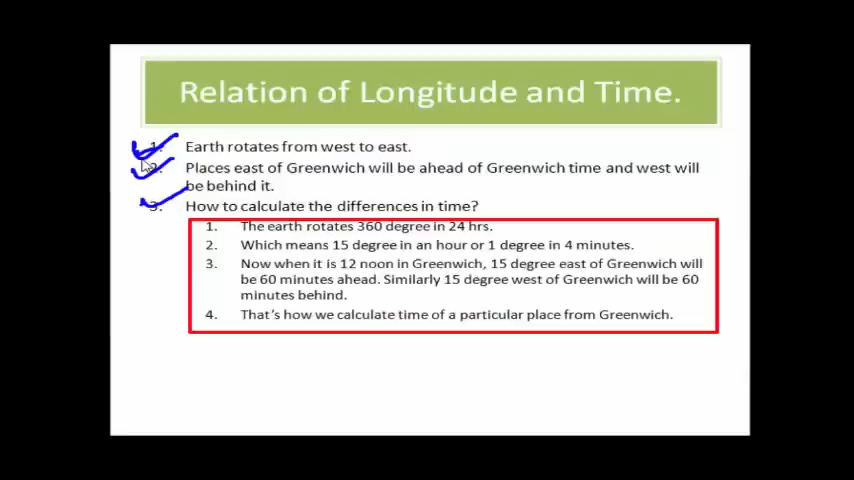 Relation of Longitude and Time.
1. Earth rotates from west to east.
2. Places east of Greenwich will be ahead of Greenwich time and west will
be behind it.
3. How to calculate the differences in time?
1. The earth rotates 360 degree in 24 hrs.
2. Which means 15 degree in an hour or 1 degree in 4 minutes.
3. Now when it is 12 noon in Greenwich, 15 degree east of Greenwich will
be 60 minutes ahead. Similarly 15 degree west of Greenwich will be 60
minutes behind.
4. That's how we calculate time of a particular place from Greenwich.